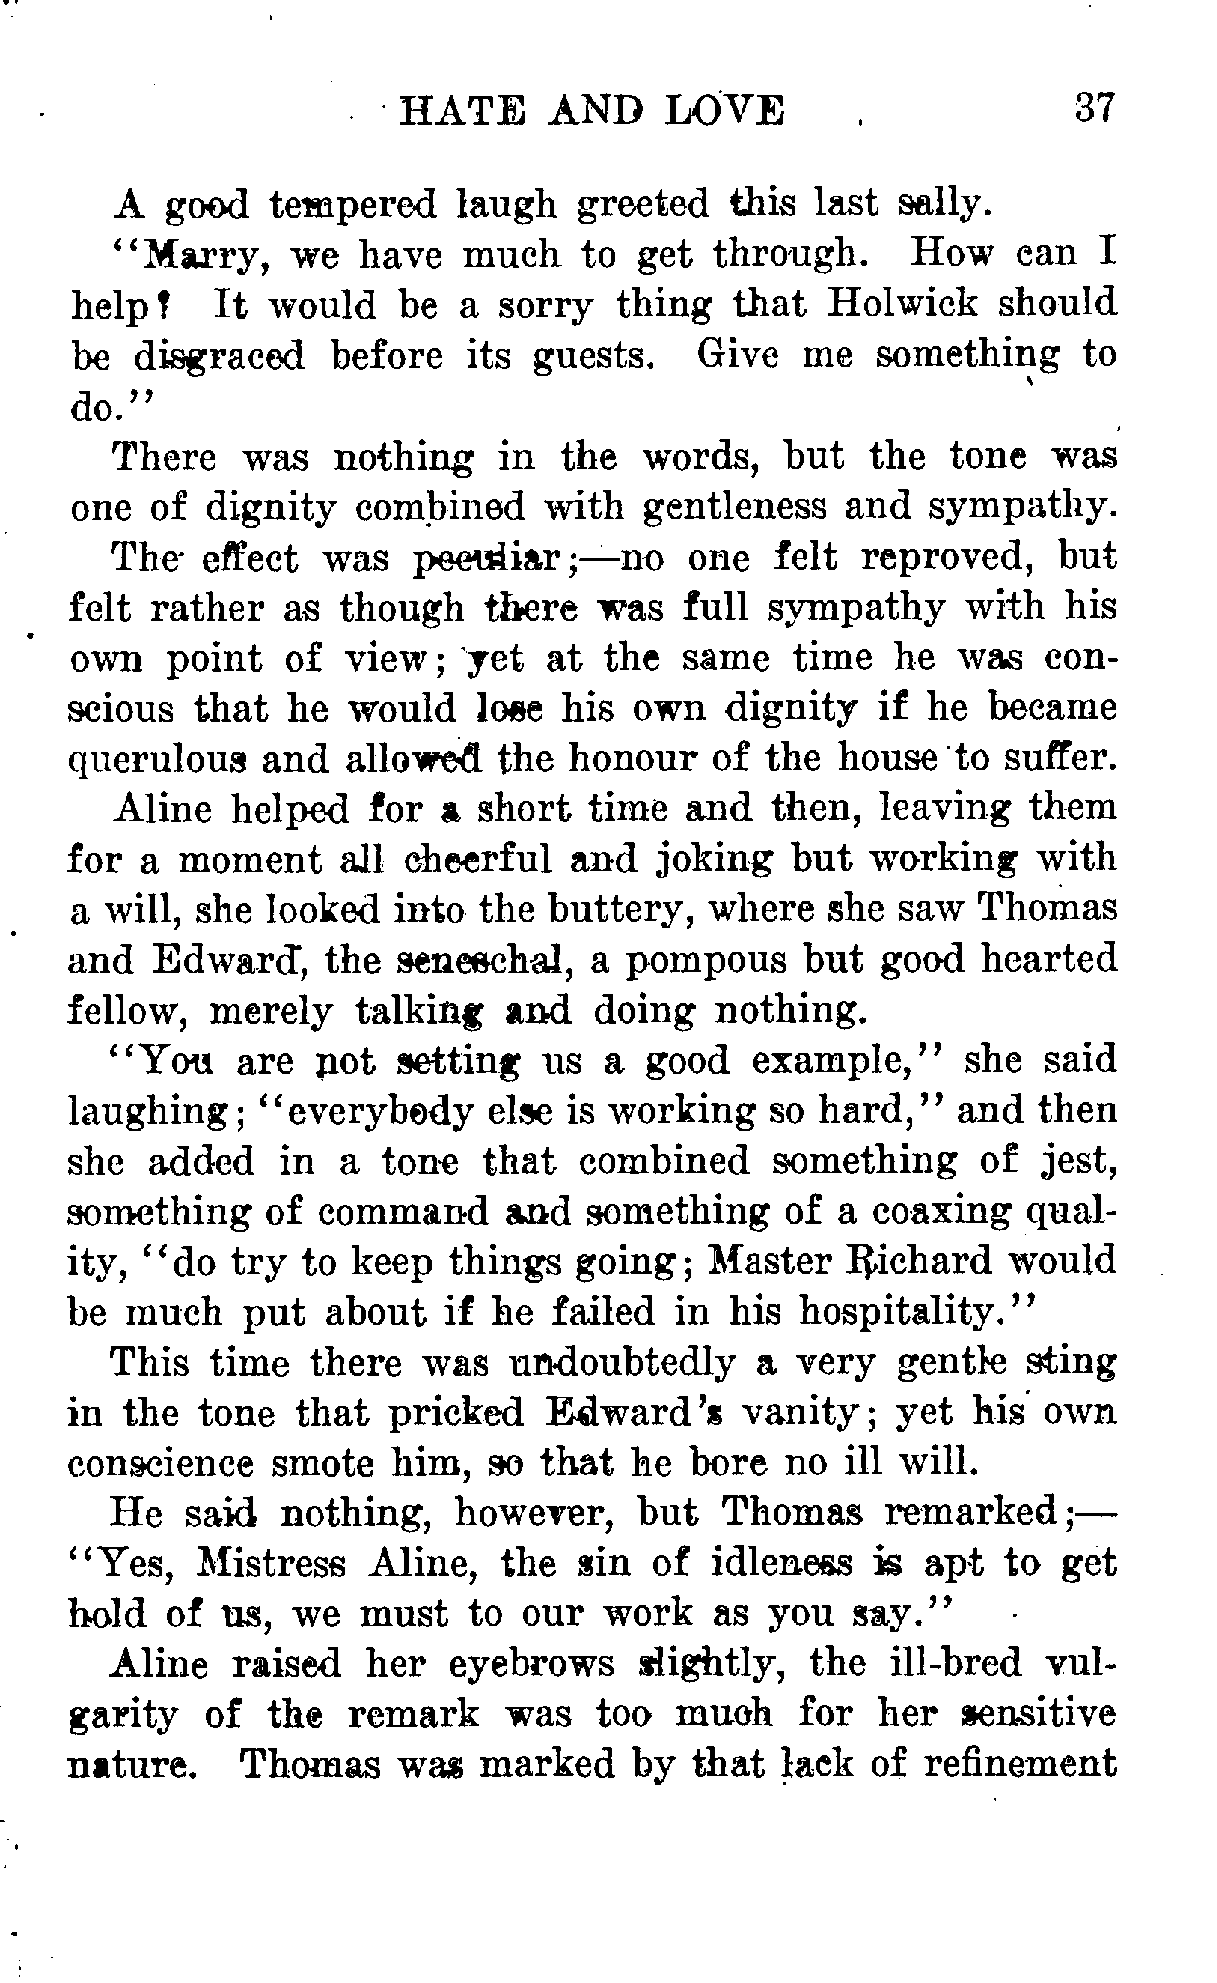 HATE AND LOVE 37
A good tempered laugh greeted this last sally.
"Marry, we have much to get through. How can I
help? It would be a sorry thing that Holwick should
be disgraced before its guests. Give me something to
do."
There was nothing in the words, but the tone was
one of dignity combined with gentleness and sympathy.
The effect was peculiar;—no one felt reproved, but
felt rather as though there was full sympathy with his
own point of view; yet at the same time he was con-
scious that he would lose his own dignity if he became
querulous and allowed the honour of the house to suffer.
Aline helped for a short time and then, leaving them
for a moment all cheerful and joking but working with
a will, she looked into the buttery, where she saw Thomas
and Edward, the seneschal, a pompous but good hearted
fellow, merely talking and doing nothing.
"You are not setting us a good example," she said
laughing; "everybody else is working so hard," and then
she added in a tone that combined something of jest,
something of command and something of a coaxing qual-
ity, "do try to keep things going; Master Richard would
be much put about if he failed in his hospitality."
This time there was undoubtedly a very gentle sting
in the tone that pricked Edward's vanity; yet his own
conscience smote him, so that he bore no ill will.
He said nothing, however, but Thomas remarked;—
"Yes, Mistress Aline, the sin of idleness is apt to get
hold of us, we must to our work as you say."
Aline raised her eyebrows slightly, the ill-bred vul-
garity of the remark was too much for her sensitive
nature. Thomas was marked by that lack of refinement